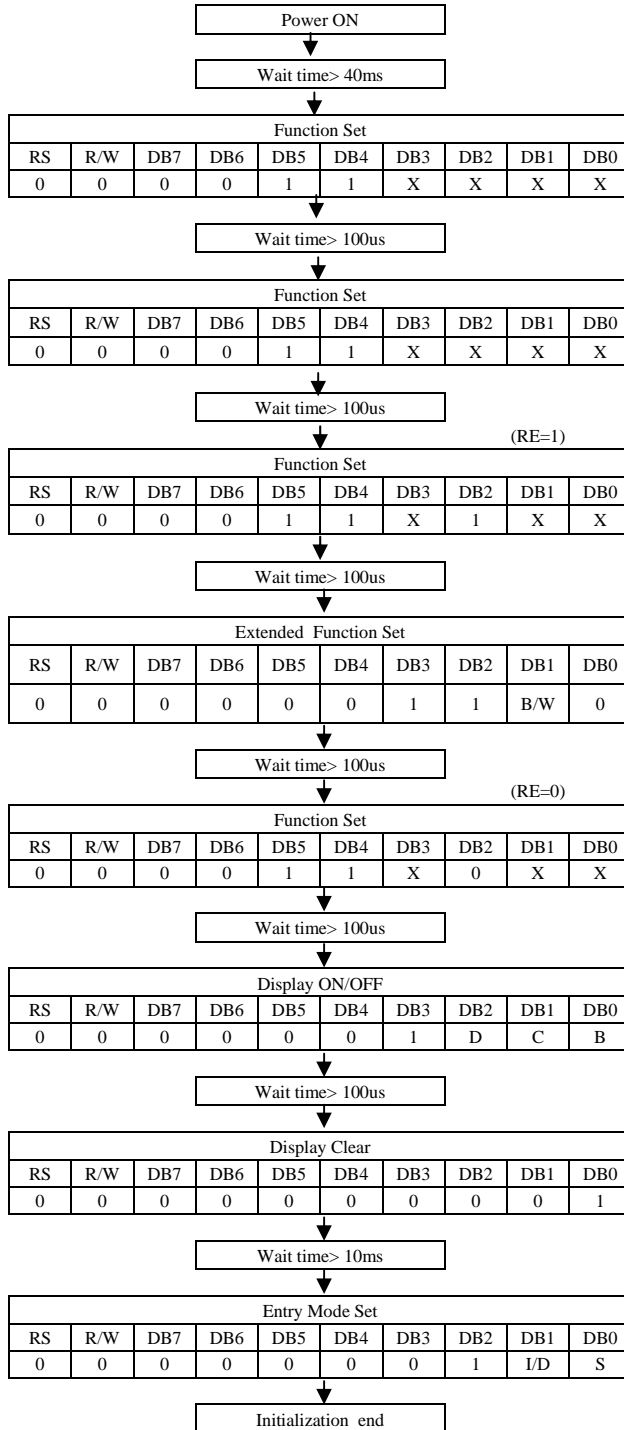 Power ON
Wait time> 40ms
Function Set
RS R/W DB7 DB6 DB5 DB4 DB3 DB2 DB1 DB0
0 0 0 0 1 1 X X X X
Wait time> 100us
Function Set
RS R/W DB7 DB6 DB5 DB4 DB3 DB2 DB1 DB0
0 0 0 0 1 1 X X X X
Wait time> 100us
(RE=1)
Function Set
RS R/W DB7 DB6 DB5 DB4 DB3 DB2 DB1 DB0
0 0 0 0 1 1 X 1 X X
Wait time> 100us
Extended Function Set
RS R/W DB7 DB6 DB5 DB4 DB3 DB2 DB1 DB0
0 0 0 0 0 0 1 1 B/W 0
Wait time> 100us
(RE=0)
Function Set
RS R/W DB7 DB6 DB5 DB4 DB3 DB2 DB1 DB0
0 0 0 0 1 1 X 0 X X
Wait time> 100us
Display ON/OFF
RS R/W DB7 DB6 DB5 DB4 DB3 DB2 DB1 DB0
0 0 0 0 0 0 1 D C B
Wait time> 100us
Display Clear
RS R/W DB7 DB6 DB5 DB4 DB3 DB2 DB1 DB0
0 0 0 0 0 0 0 0 0 1
Wait time> 10ms
Entry Mode Set
RS R/W DB7 DB6 DB5 DB4 DB3 DB2 DB1 DB0
0 0 0 0 0 0 0 1 I/D S
Initialization end